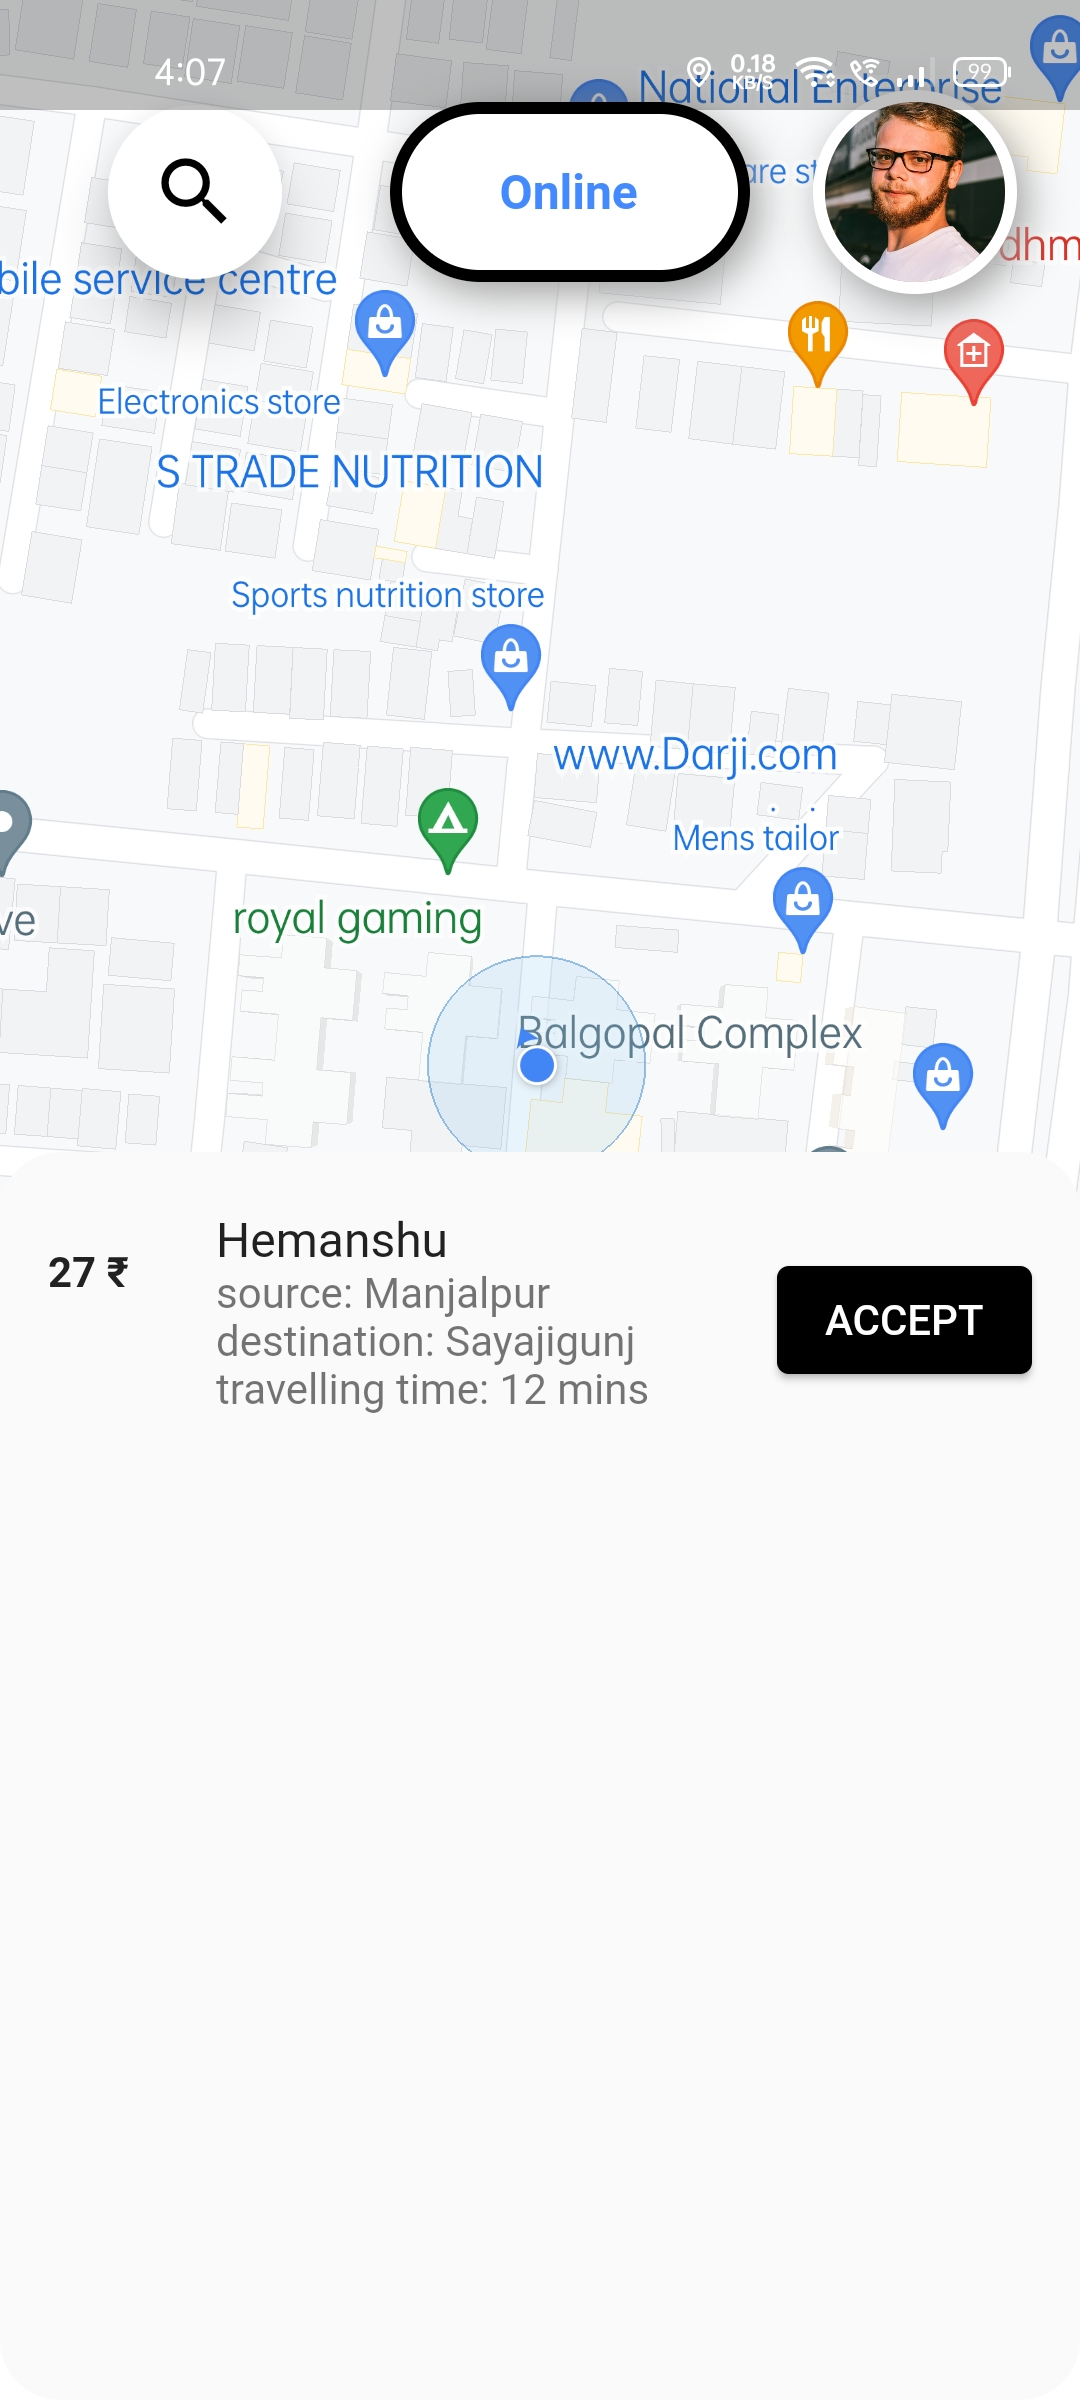 4:07
0.18
KB/S
99
National Enterprise
Online
are st
dhm
bile service centre
Electronics store
S TRADE NUTRITION
Sports nutrition store
www.Darji.com
Mens tailor
royal gaming
ve
Balgopal Complex
27 ₹
Hemanshu
source: Manjalpur
destination: Sayajigunj
travelling time: 12 mins
ACCEPT